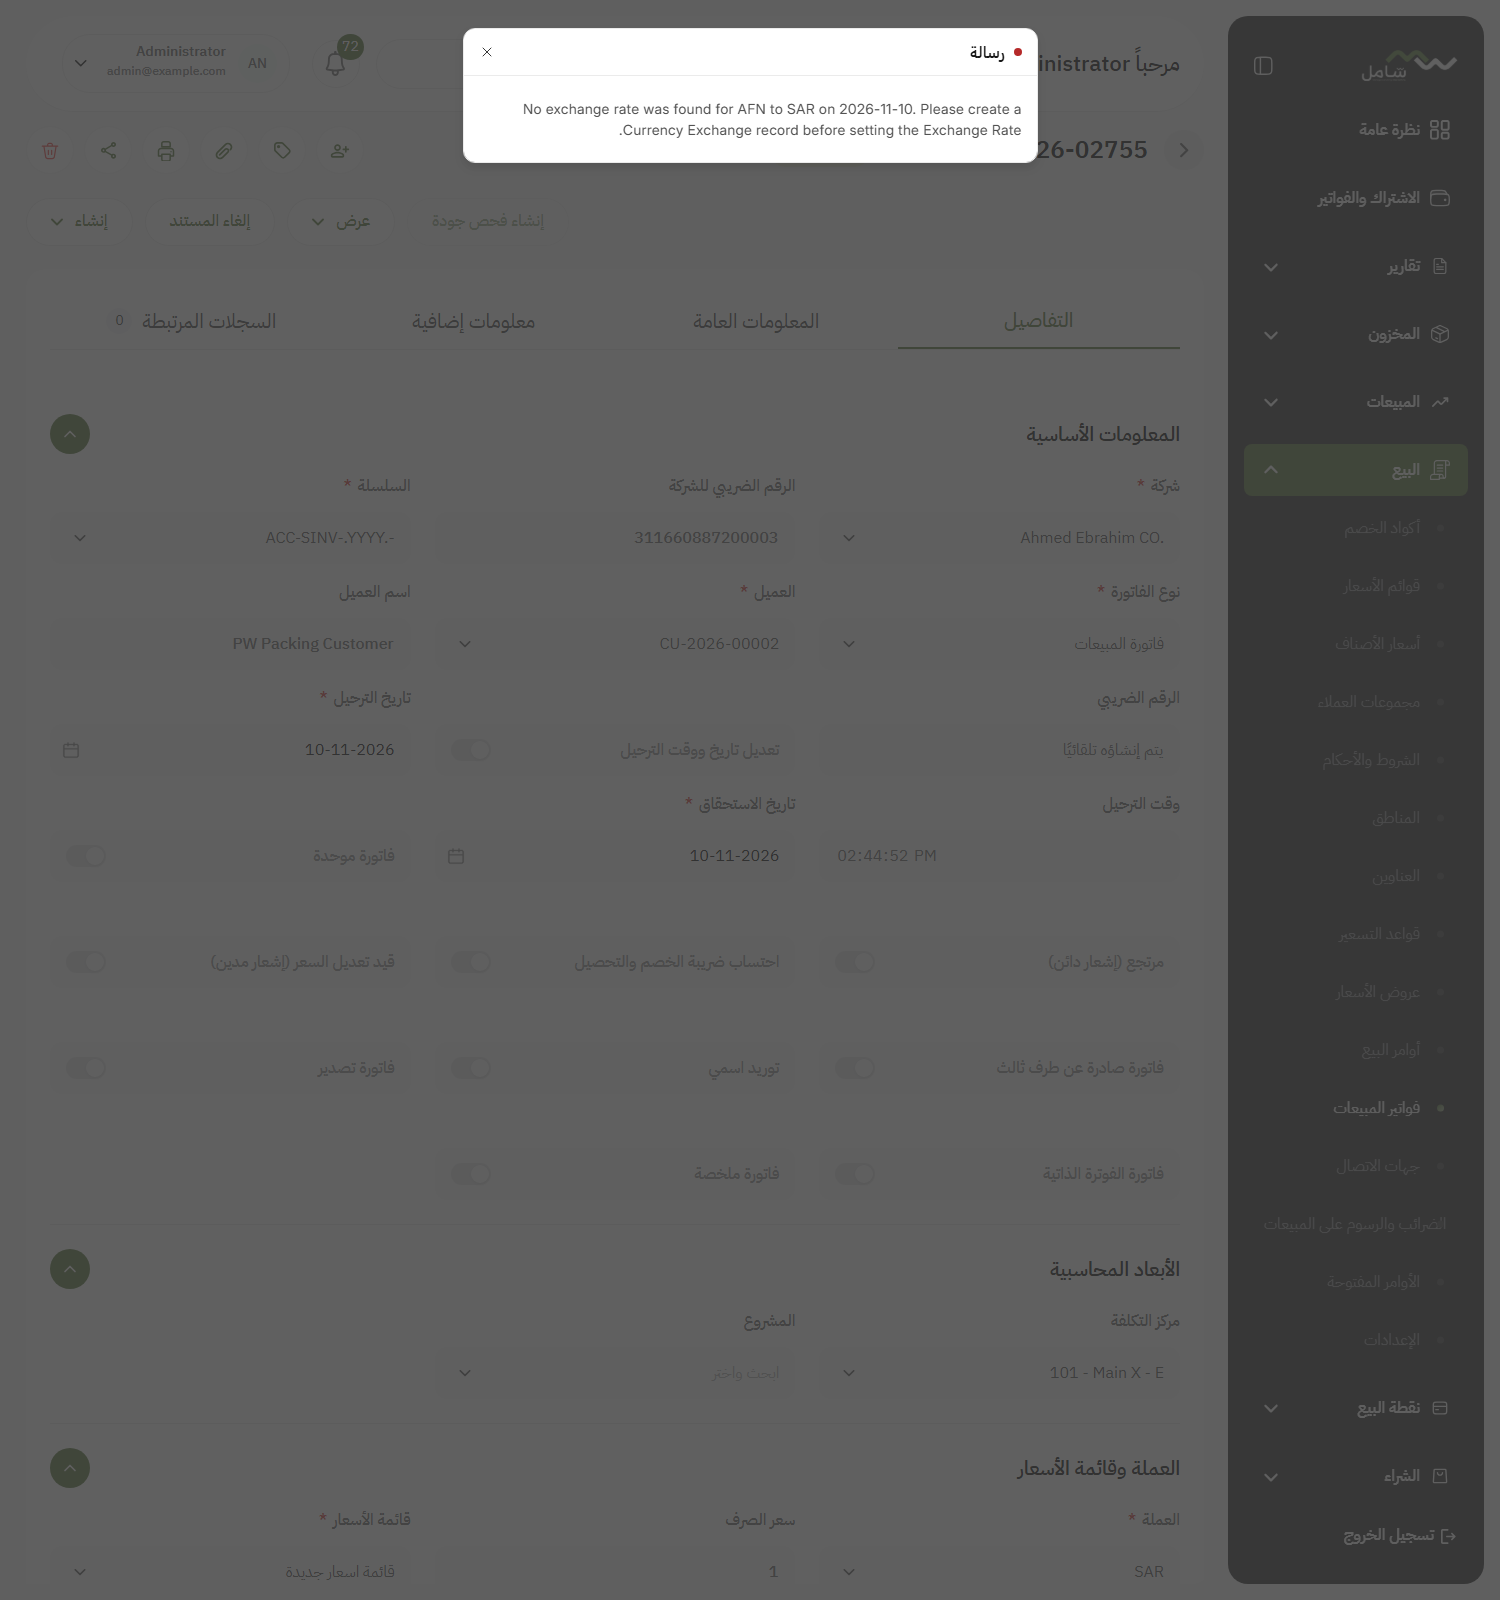 رسالة
No exchange rate was found for AFN to SAR on 2026-11-10. Please create a
Currency Exchange record before setting the Exchange Rate.
شامل
مرحباً
inistrator
72
AN
Administrator
admin@example.com
26-02755
إنشاء فحص جودة
عرض
إلغاء المستند
إنشاء
نظرة عامة
الاشتراك والفواتير
تقارير
المخزون
المبيعات
البيع
أكواد الخصم
قوائم الأسعار
أسعار الأصناف
مجموعات العملاء
الشروط والأحكام
المناطق
العناوين
قواعد التسعير
عروض الأسعار
أوامر البيع
فواتير المبيعات
جهات الاتصال
الضرائب والرسوم على المبيعات
الأوامر المفتوحة
الإعدادات
نقطة البيع
الشراء
تسجيل الخروج
التفاصيل
المعلومات العامة
معلومات إضافية
السجلات المرتبطة 0
المعلومات الأساسية
شركة *
الرقم الضريبي للشركة
السلسلة *
Ahmed Ebrahim CO.
311660887200003
ACC-SINV-.YYYY.-
نوع الفاتورة *
العميل *
اسم العميل
فاتورة المبيعات
CU-2026-00002
PW Packing Customer
الرقم الضريبي
تاريخ الترحيل *
يتم إنشاؤه تلقائيًا
تعديل تاريخ ووقت الترحيل
10-11-2026
وقت الترحيل
تاريخ الاستحقاق *
02:44:52 PM
10-11-2026
فاتورة موحدة
مرتجع (إشعار دائن)
احتساب ضريبة الخصم والتحصيل
قيد تعديل السعر (إشعار مدين)
فاتورة صادرة عن طرف ثالث
توريد اسمي
فاتورة تصدير
فاتورة الفوترة الذاتية
فاتورة ملخصة
الأبعاد المحاسبية
مركز التكلفة
المشروع
101 - Main X - E
ابحث واختر
العملة وقائمة الأسعار
العملة *
سعر الصرف
قائمة الأسعار *
SAR
1
قائمة اسعار جديدة